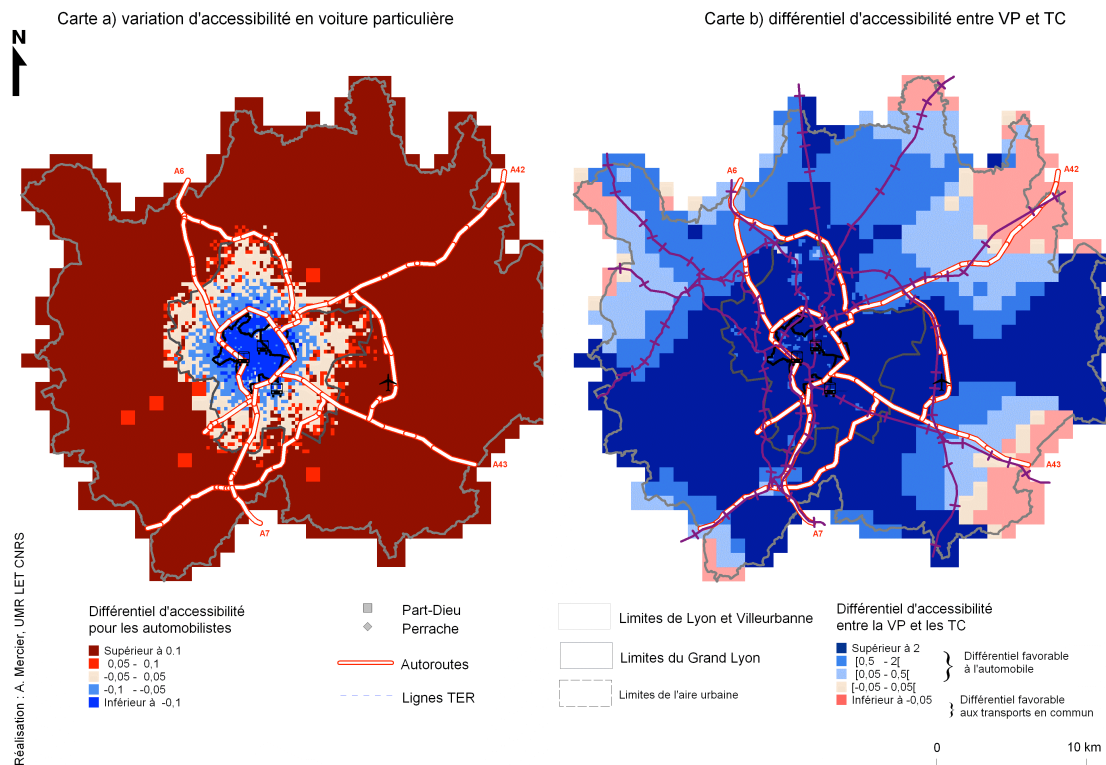 Carte a) variation d'accessibilité en voiture particulière
Carte b) différentiel d'accessibilité entre VP et TC
N
A6
A42
A43
A7
A6
A42
A43
A7
Réalisation : A. Mercier, UMR LET CNRS
Différentiel d'accessibilité
pour les automobilistes
Supérieur à 0.1
0,05 - 0,1
-0,05 - 0,05
-0,1 - -0,05
Inférieur à -0,1
Part-Dieu
Perrache
Autoroutes
Lignes TER
Limites de Lyon et Villeurbanne
Limites du Grand Lyon
Limites de l'aire urbaine
Différentiel d'accessibilité
entre la VP et les TC
Supérieur à 2
[0,5 - 2[
[0,05 - 0,5[
[-0,05 - 0,05[
Inférieur à -0,05
Différentiel favorable
à l'automobile
Différentiel favorable
aux transports en commun
0 10 km